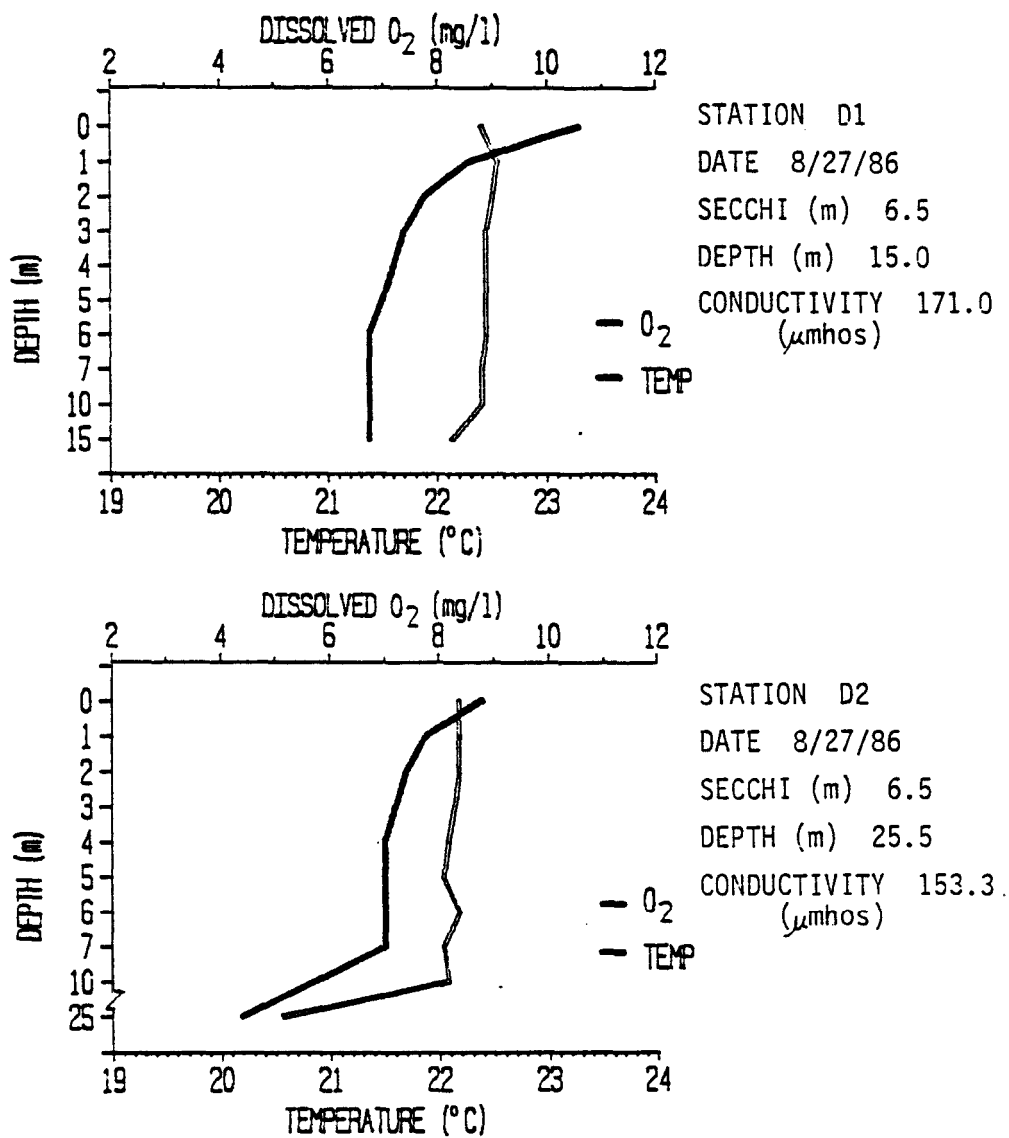 DISSOLVED O2 (mg/l)
2 4 6 8 10 12
DEPTH (m)
0
1
2
3
4
5
6
7
10
15
19 20 21 22 23 24
TEMPERATURE (°C)
O2
TEMP
STATION D1
DATE 8/27/86
SECCHI (m) 6.5
DEPTH (m) 15.0
CONDUCTIVITY 171.0
(μmhos)
DISSOLVED O2 (mg/l)
2 4 6 8 10 12
DEPTH (m)
0
1
2
3
4
5
6
7
10
25
19 20 21 22 23 24
TEMPERATURE (°C)
O2
TEMP
STATION D2
DATE 8/27/86
SECCHI (m) 6.5
DEPTH (m) 25.5
CONDUCTIVITY 153.3
(μmhos)